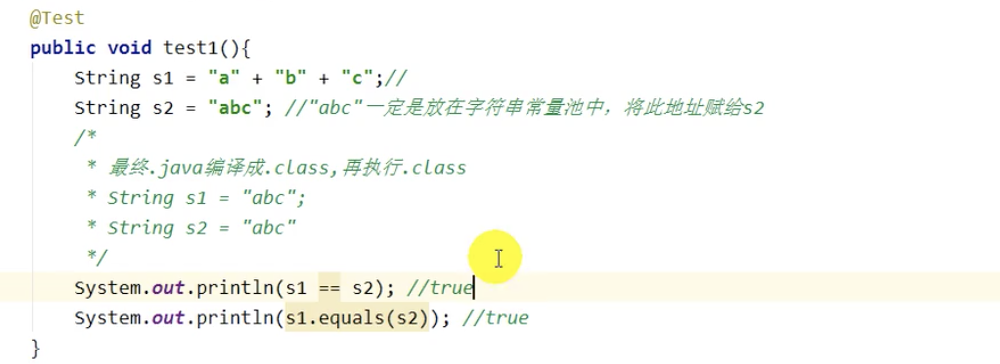 @Test
public void test1(){
String s1 = "a" + "b" + "c";//
String s2 = "abc"; //"abc"一定是放在字符串常量池中，将此地址赋给s2
/*
* 最终.java编译成.class,再执行.class
* String s1 = "abc";
* String s2 = "abc"
*/
System.out.println(s1 == s2); //true
System.out.println(s1.equals(s2)); //true
}